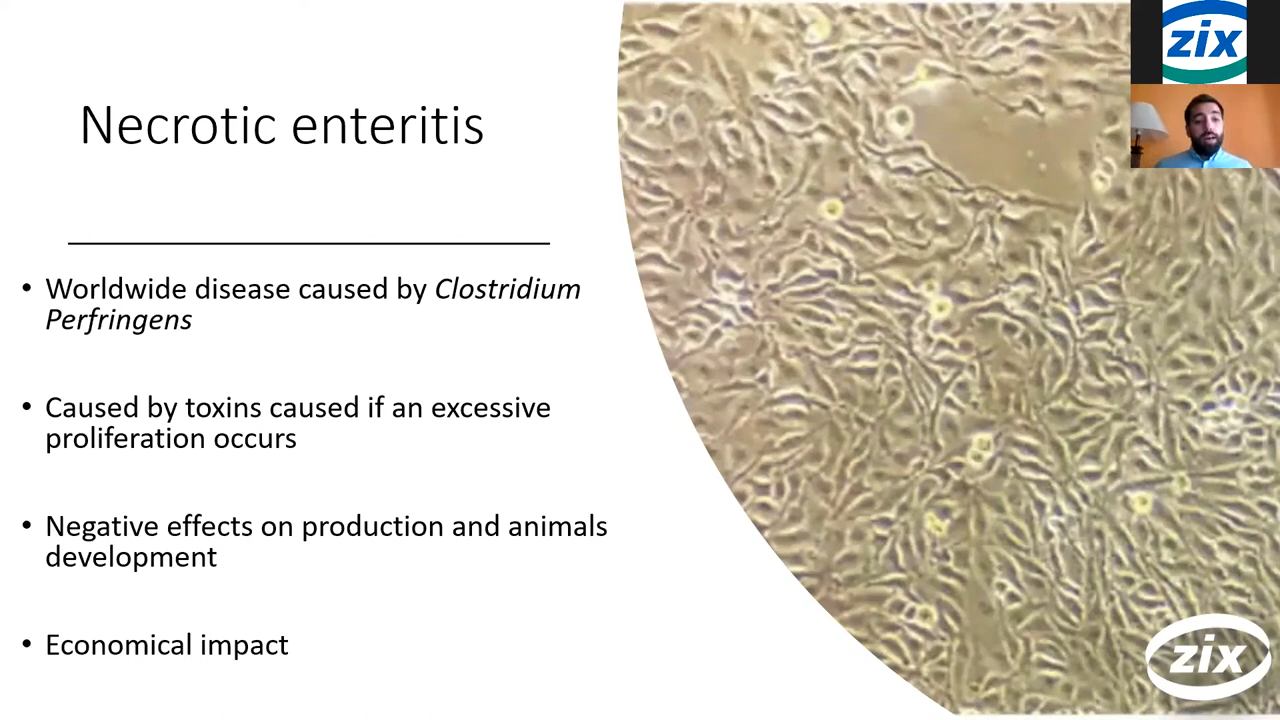 zix
Necrotic enteritis
• Worldwide disease caused by Clostridium
Perfringens
• Caused by toxins caused if an excessive
proliferation occurs
• Negative effects on production and animals
development
• Economical impact
zix